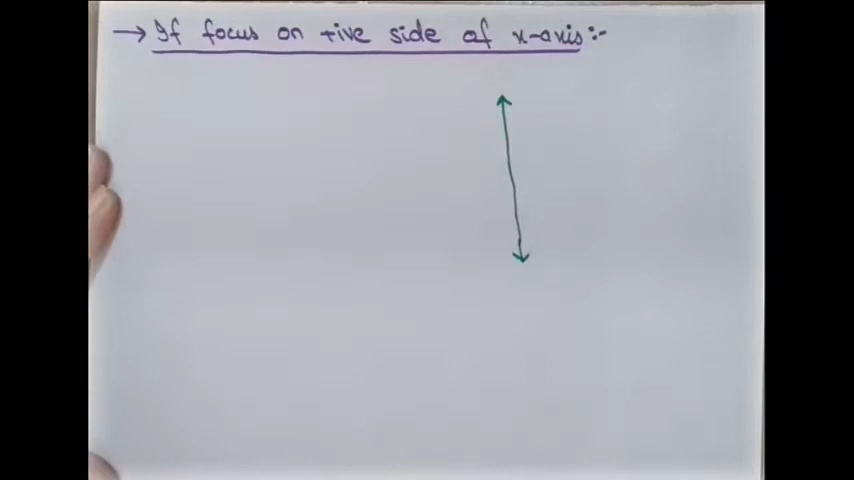 → If focus on +ive side of x-axis:-